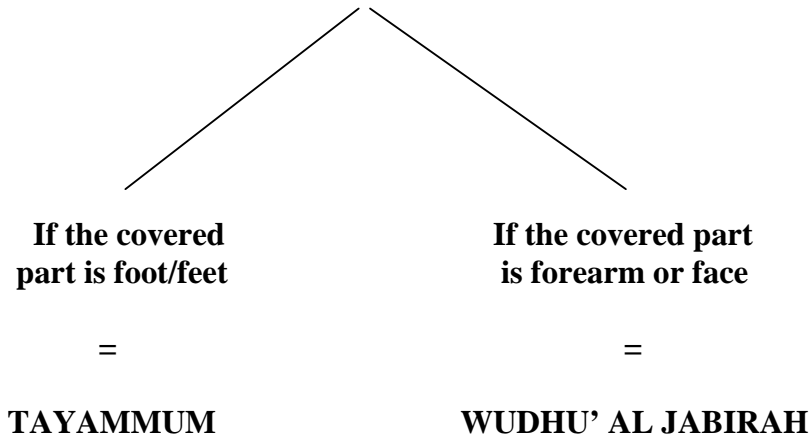 If the covered
part is foot/feet
=
TAYAMMUM
If the covered part
is forearm or face
=
WUDHU’ AL JABIRAH